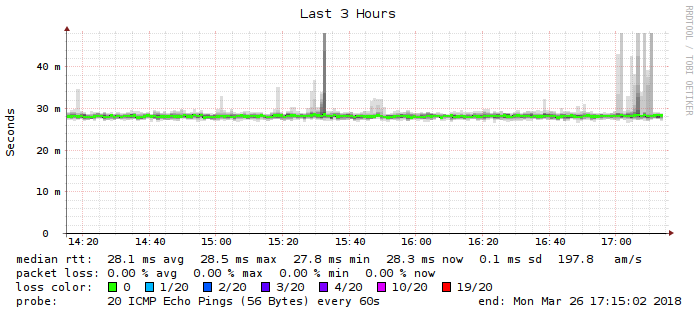 Last 3 Hours
RRDTOOL / TOBI OETIKER
Seconds
40 m
30 m
20 m
10 m
0
14:20 14:40 15:00 15:20 15:40 16:00 16:20 16:40 17:00
median rtt: 28.1 ms avg 28.5 ms max 27.8 ms min 28.3 ms now 0.1 ms sd 197.8 am/s
packet loss: 0.00 % avg 0.00 % max 0.00 % min 0.00 % now
loss color: 0 1/20 2/20 3/20 4/20 10/20 19/20
probe: 20 ICMP Echo Pings (56 Bytes) every 60s end: Mon Mar 26 17:15:02 2018